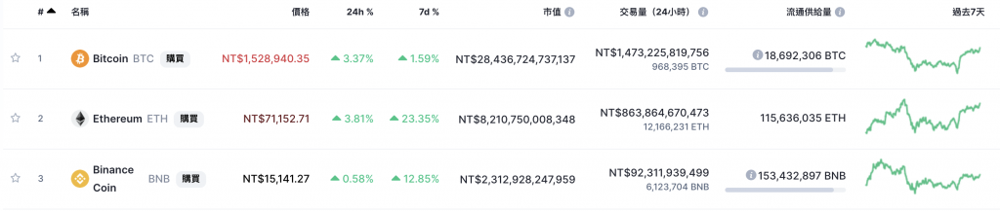 # 名稱 價格 24h % 7d % 市值 交易量（24小時） 流通供給量 過去7天
1 Bitcoin BTC 購買 NT$1,528,940.35 3.37% 1.59% NT$28,436,724,737,137 NT$1,473,225,819,756 18,692,306 BTC
968,395 BTC
2 Ethereum ETH 購買 NT$71,152.71 3.81% 23.35% NT$8,210,750,008,348 NT$863,864,670,473 115,636,035 ETH
12,166,231 ETH
3 Binance Coin BNB 購買 NT$15,141.27 0.58% 12.85% NT$2,312,928,247,959 NT$92,311,939,499 153,432,897 BNB
6,123,704 BNB